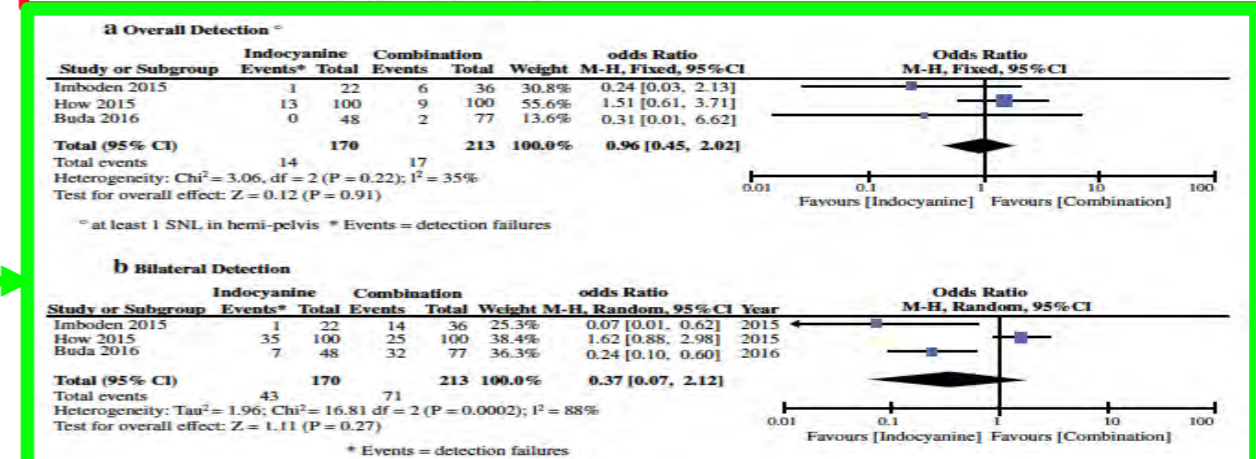 a Overall Detection °
Indocyanine Combination odds Ratio Odds Ratio
Study or Subgroup Events* Total Events Total Weight M-H, Fixed, 95%CI M-H, Fixed, 95%CI
Imboden 2015 1 22 6 36 30.8% 0.24 [0.03, 2.13]
How 2015 13 100 9 100 55.6% 1.51 [0.61, 3.71]
Buda 2016 0 48 2 77 13.6% 0.31 [0.01, 6.62]
Total (95% CI) 170 213 100.0% 0.96 [0.45, 2.02]
Total events 14 17
Heterogeneity: Chi² = 3.06, df = 2 (P = 0.22); I² = 35%
Test for overall effect: Z = 0.12 (P = 0.91)
0.01 0.1 1 10 100
Favours [Indocyanine] Favours [Combination]
° at least 1 SNL in hemi-pelvis * Events = detection failures
b Bilateral Detection
Indocyanine Combination odds Ratio Odds Ratio
Study or Subgroup Events* Total Events Total Weight M-H, Random, 95%CI Year M-H, Random, 95%CI
Imboden 2015 1 22 14 36 25.3% 0.07 [0.01, 0.62] 2015
How 2015 35 100 25 100 38.4% 1.62 [0.88, 2.98] 2015
Buda 2016 7 48 32 77 36.3% 0.24 [0.10, 0.60] 2016
Total (95% CI) 170 213 100.0% 0.37 [0.07, 2.12]
Total events 43 71
Heterogeneity: Tau² = 1.96; Chi² = 16.81 df = 2 (P = 0.0002); I² = 88%
Test for overall effect: Z = 1.11 (P = 0.27)
0.01 0.1 1 10 100
Favours [Indocyanine] Favours [Combination]
* Events = detection failures